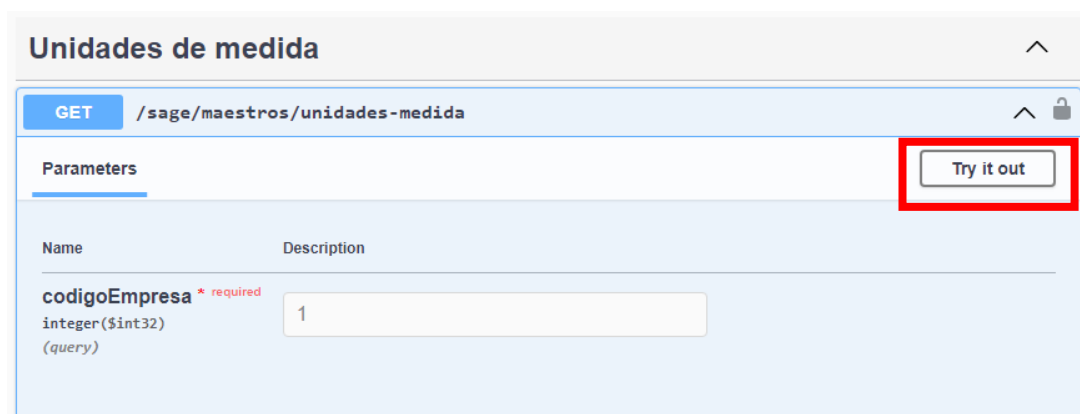 Unidades de medida
GET /sage/maestros/unidades-medida
Parameters
Try it out
Name Description
codigoEmpresa * required
integer($int32)
(query)
1